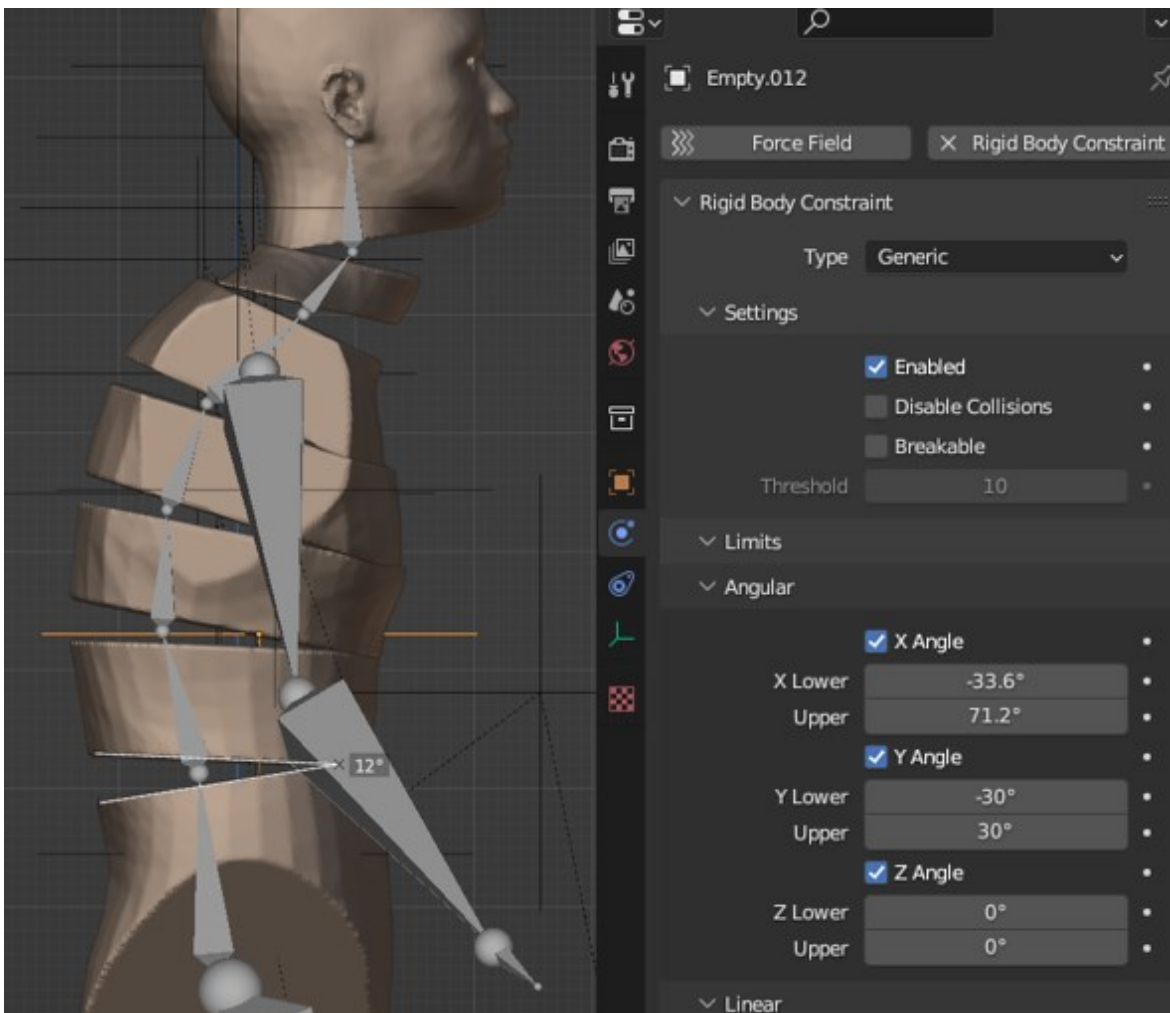 Empty.012
Force Field
Rigid Body Constraint
Rigid Body Constraint
Type Generic
Settings
Enabled
Disable Collisions
Breakable
Threshold 10
Limits
Angular
X Angle
X Lower -33.6°
Upper 71.2°
Y Angle
Y Lower -30°
Upper 30°
Z Angle
Z Lower 0°
Upper 0°
Linear
12°